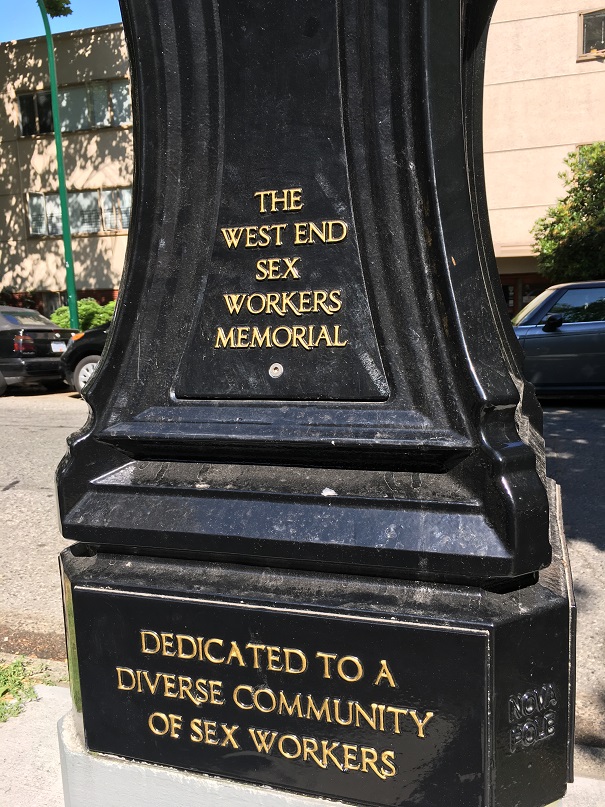 THE
WEST END
SEX
WORKERS
MEMORIAL
DEDICATED TO A
DIVERSE COMMUNITY
OF SEX WORKERS
NOVA
POLE